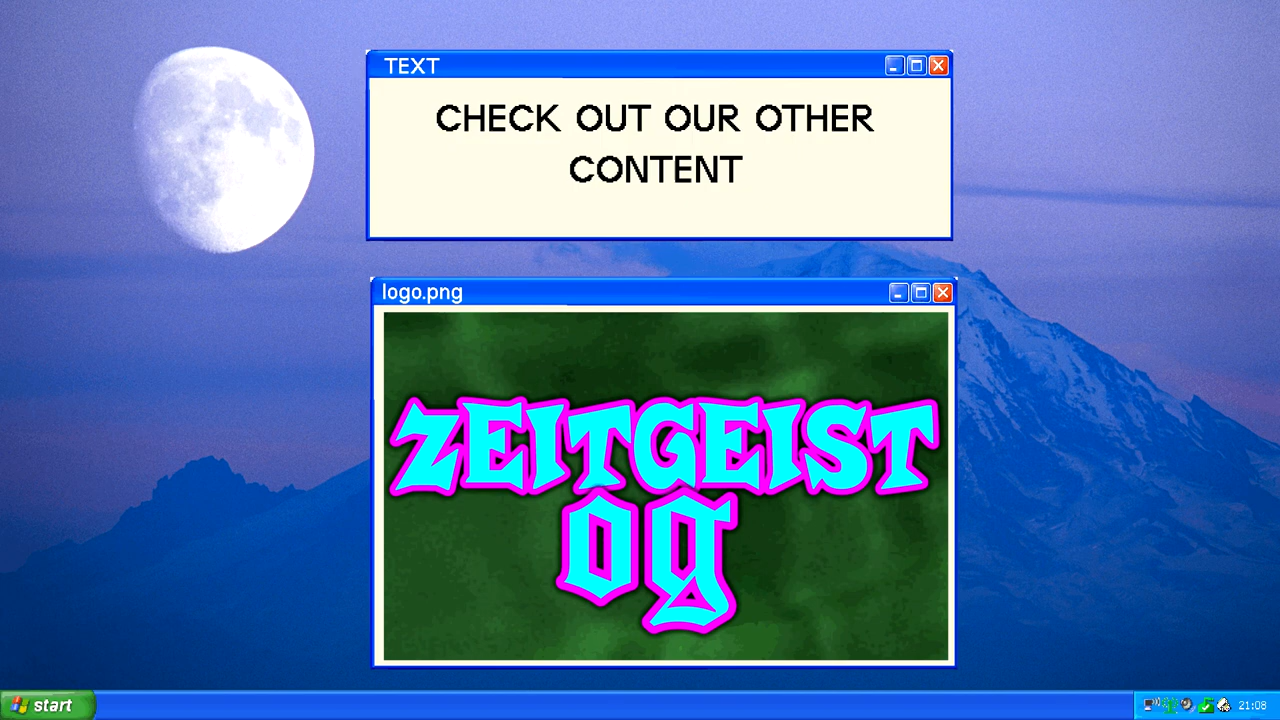 TEXT
CHECK OUT OUR OTHER
CONTENT
logo.png
ZEITGEIST
og
start
21:08